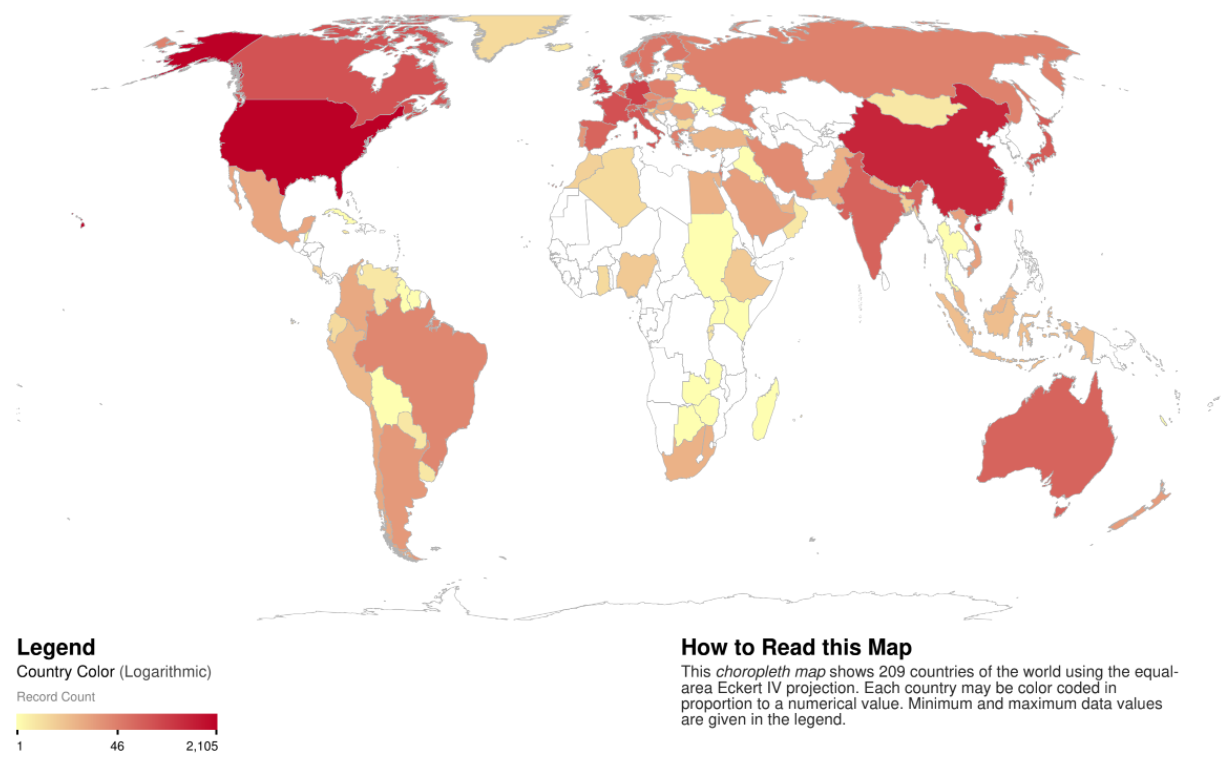 Legend
Country Color (Logarithmic)
Record Count
1 46 2,105
How to Read this Map
This choropleth map shows 209 countries of the world using the equal-
area Eckert IV projection. Each country may be color coded in
proportion to a numerical value. Minimum and maximum data values
are given in the legend.